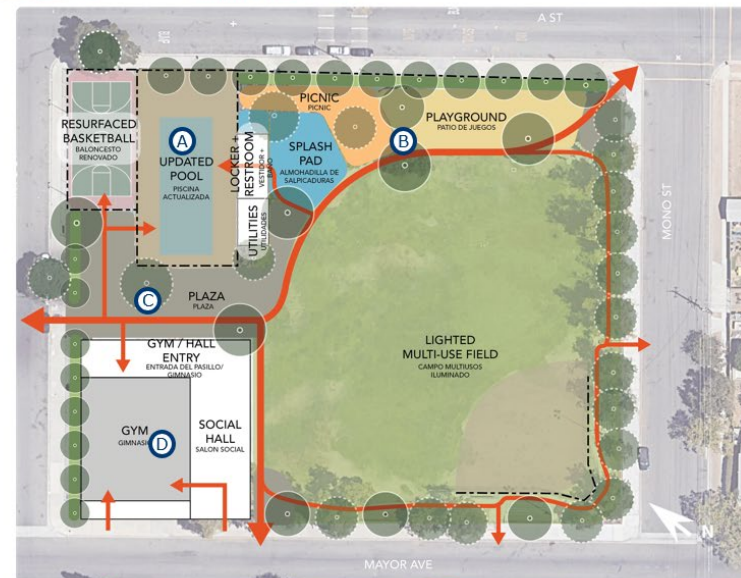 A ST
PICNIC
PICNIC
PLAYGROUND
PATIO DE JUEGOS
B
RESURFACED
BASKETBALL
BALONCESTO
RENOVADO
A
UPDATED
POOL
PISCINA
ACTUALIZADA
LOCKER +
RESTROOM
VESTIDOR +
BAÑO
SPLASH
PAD
ALMOHADILLA DE
SALPICADURAS
UTILITIES
UTILIDADES
MONO ST
PLAZA
PLAZA
C
GYM / HALL
ENTRY
ENTRADA DEL PASILLO/
GIMNASIO
LIGHTED
MULTI-USE FIELD
CAMPO MULTIUSOS
ILUMINADO
GYM
D
SOCIAL
HALL
SALON SOCIAL
N
MAYOR AVE